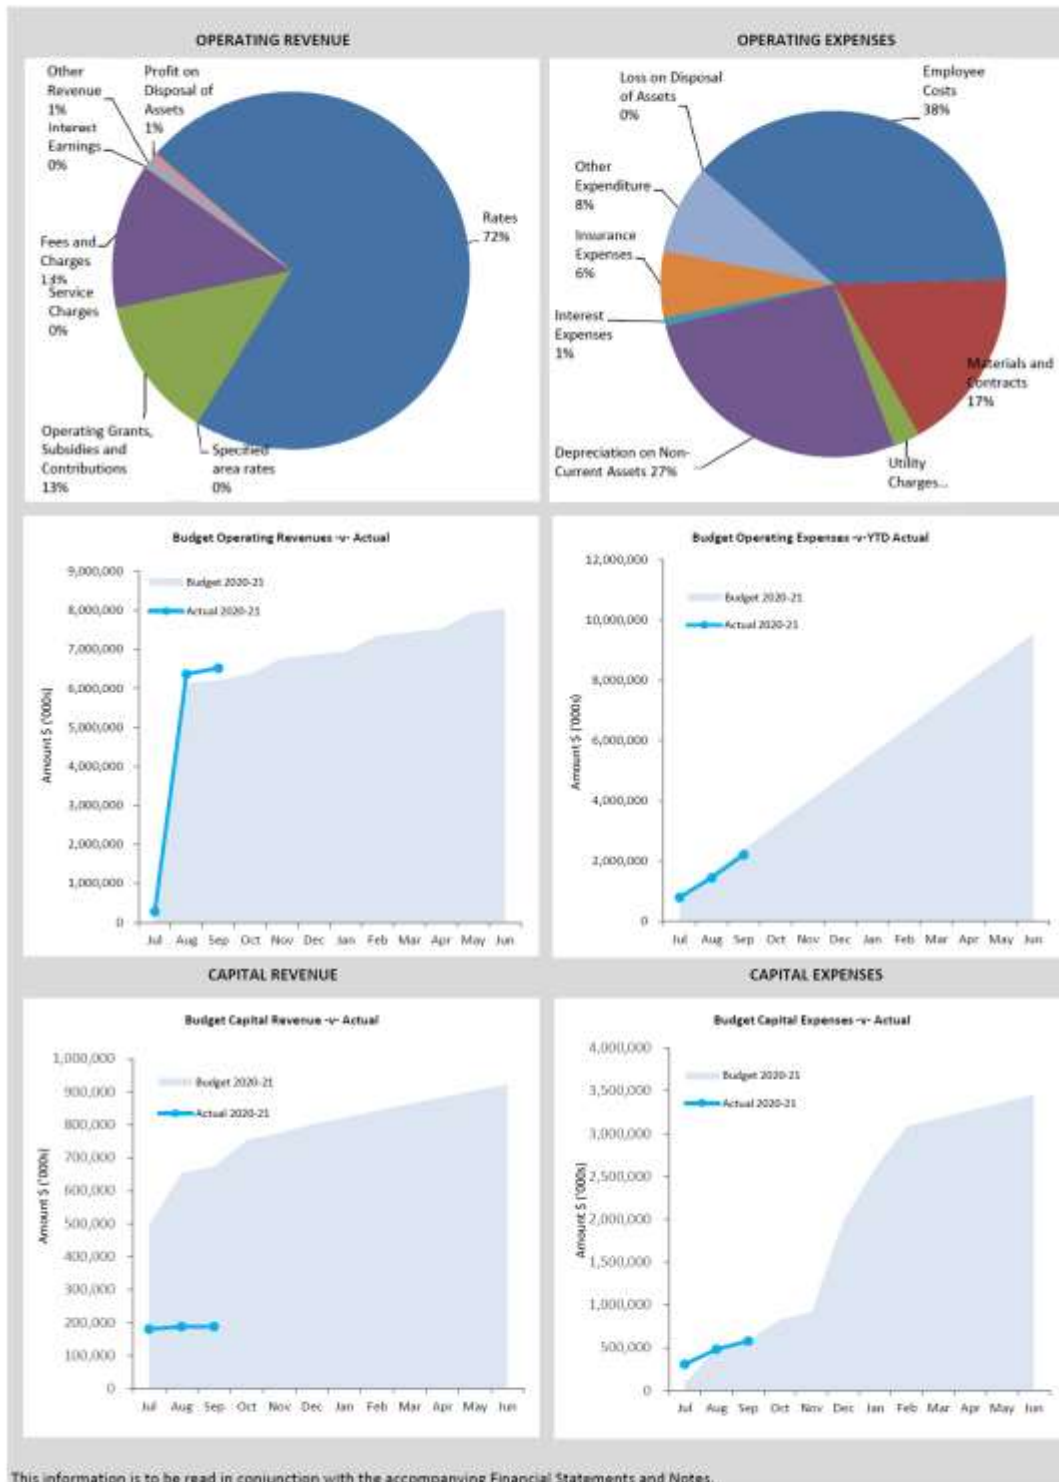 OPERATING REVENUE
Other
Revenue
1%
Interest
Earnings
0%
Profit on
Disposal of
Assets
1%
Rates
72%
Fees and
Charges
13%
Service
Charges
0%
Operating Grants,
Subsidies and
Contributions
13%
Specified
area rates
0%
OPERATING EXPENSES
Loss on Disposal
of Assets
0%
Employee
Costs
38%
Other
Expenditure
8%
Insurance
Expenses
6%
Interest
Expenses
1%
Materials and
Contracts
17%
Depreciation on Non-
Current Assets 27%
Utility
Charges...
Budget Operating Revenues -v- Actual
Budget 2020-21
Actual 2020-21
Amount $ ('000s)
9,000,000
8,000,000
7,000,000
6,000,000
5,000,000
4,000,000
3,000,000
2,000,000
1,000,000
0
Jul Aug Sep Oct Nov Dec Jan Feb Mar Apr May Jun
Budget Operating Expenses -v-YTD Actual
Budget 2020-21
Actual 2020-21
Amount $ ('000s)
12,000,000
10,000,000
8,000,000
6,000,000
4,000,000
2,000,000
0
Jul Aug Sep Oct Nov Dec Jan Feb Mar Apr May Jun
CAPITAL REVENUE
Budget Capital Revenue -v- Actual
Budget 2020-21
Actual 2020-21
Amount $ ('000s)
1,000,000
900,000
800,000
700,000
600,000
500,000
400,000
300,000
200,000
100,000
0
Jul Aug Sep Oct Nov Dec Jan Feb Mar Apr May Jun
CAPITAL EXPENSES
Budget Capital Expenses -v- Actual
Budget 2020-21
Actual 2020-21
Amount $ ('000s)
4,000,000
3,500,000
3,000,000
2,500,000
2,000,000
1,500,000
1,000,000
500,000
0
Jul Aug Sep Oct Nov Dec Jan Feb Mar Apr May Jun
This information is to be read in conjunction with the accompanying Financial Statements and Notes.